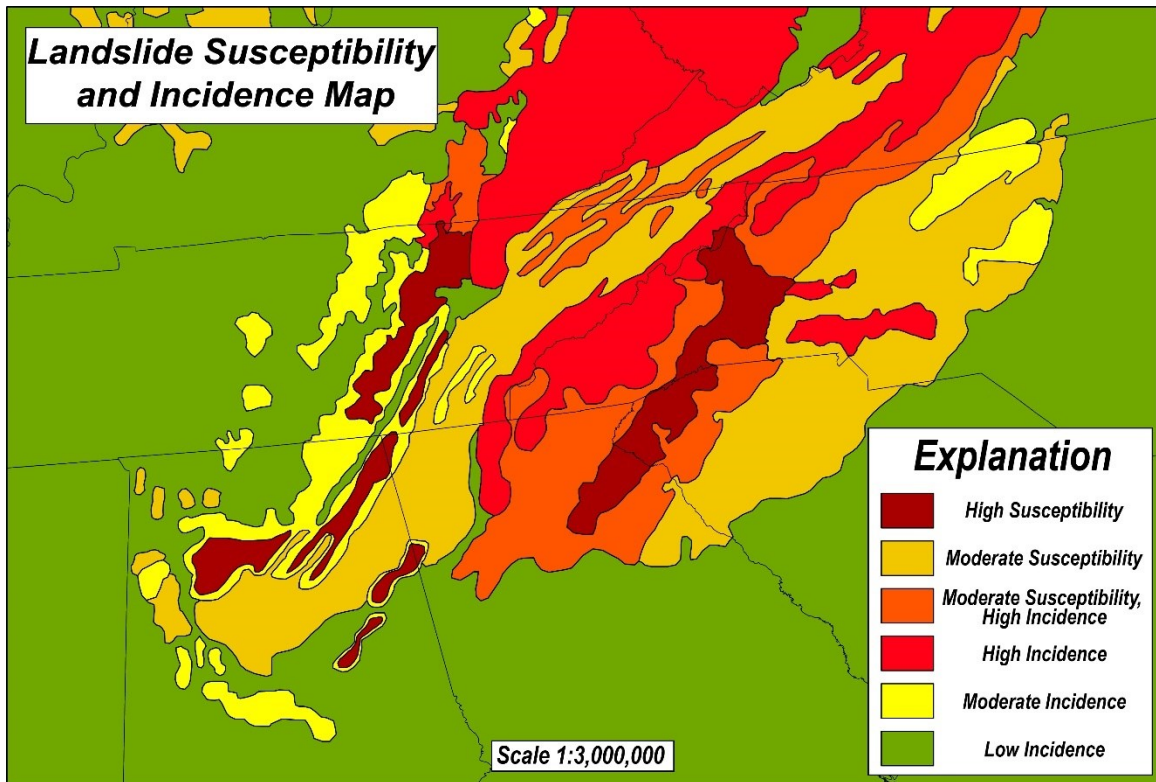 Landslide Susceptibility
and Incidence Map
Explanation
High Susceptibility
Moderate Susceptibility
Moderate Susceptibility,
High Incidence
High Incidence
Moderate Incidence
Low Incidence
Scale 1:3,000,000